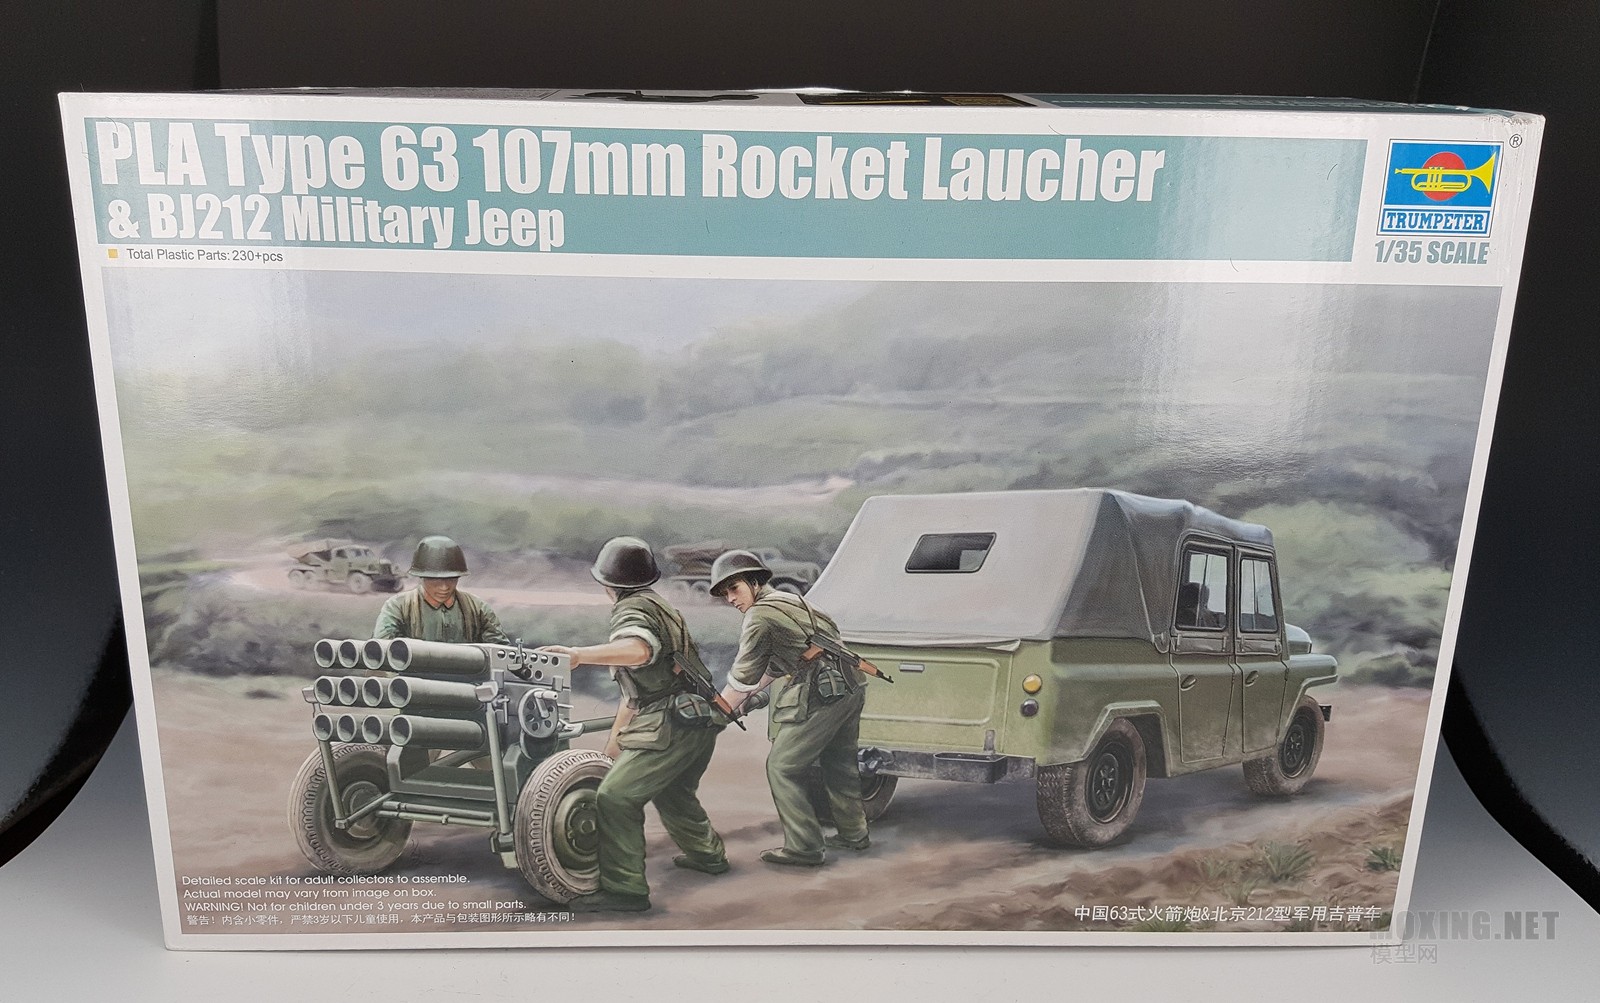 PLA Type 63 107mm Rocket Laucher
& BJ212 Military Jeep
Total Plastic Parts: 230+pcs
®
TRUMPETER
1/35 SCALE
Detailed scale kit for adult collectors to assemble.
Actual model may vary from image on box.
WARNING! Not for children under 3 years due to small parts.
警告！内含小零件，严禁3岁以下儿童使用，本产品与包装图形所示略有不同！
中国63式火箭炮&北京212型军用吉普车
MOXING.NET
模型网